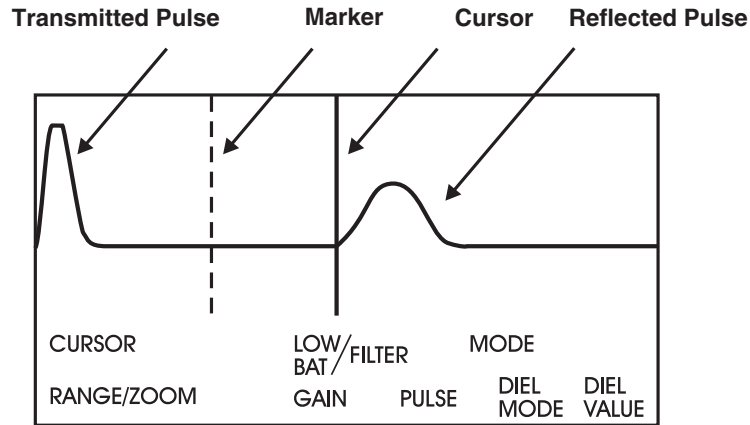 Transmitted Pulse Marker Cursor Reflected Pulse
CURSOR LOW BAT/FILTER MODE
RANGE/ZOOM GAIN PULSE DIEL MODE DIEL VALUE